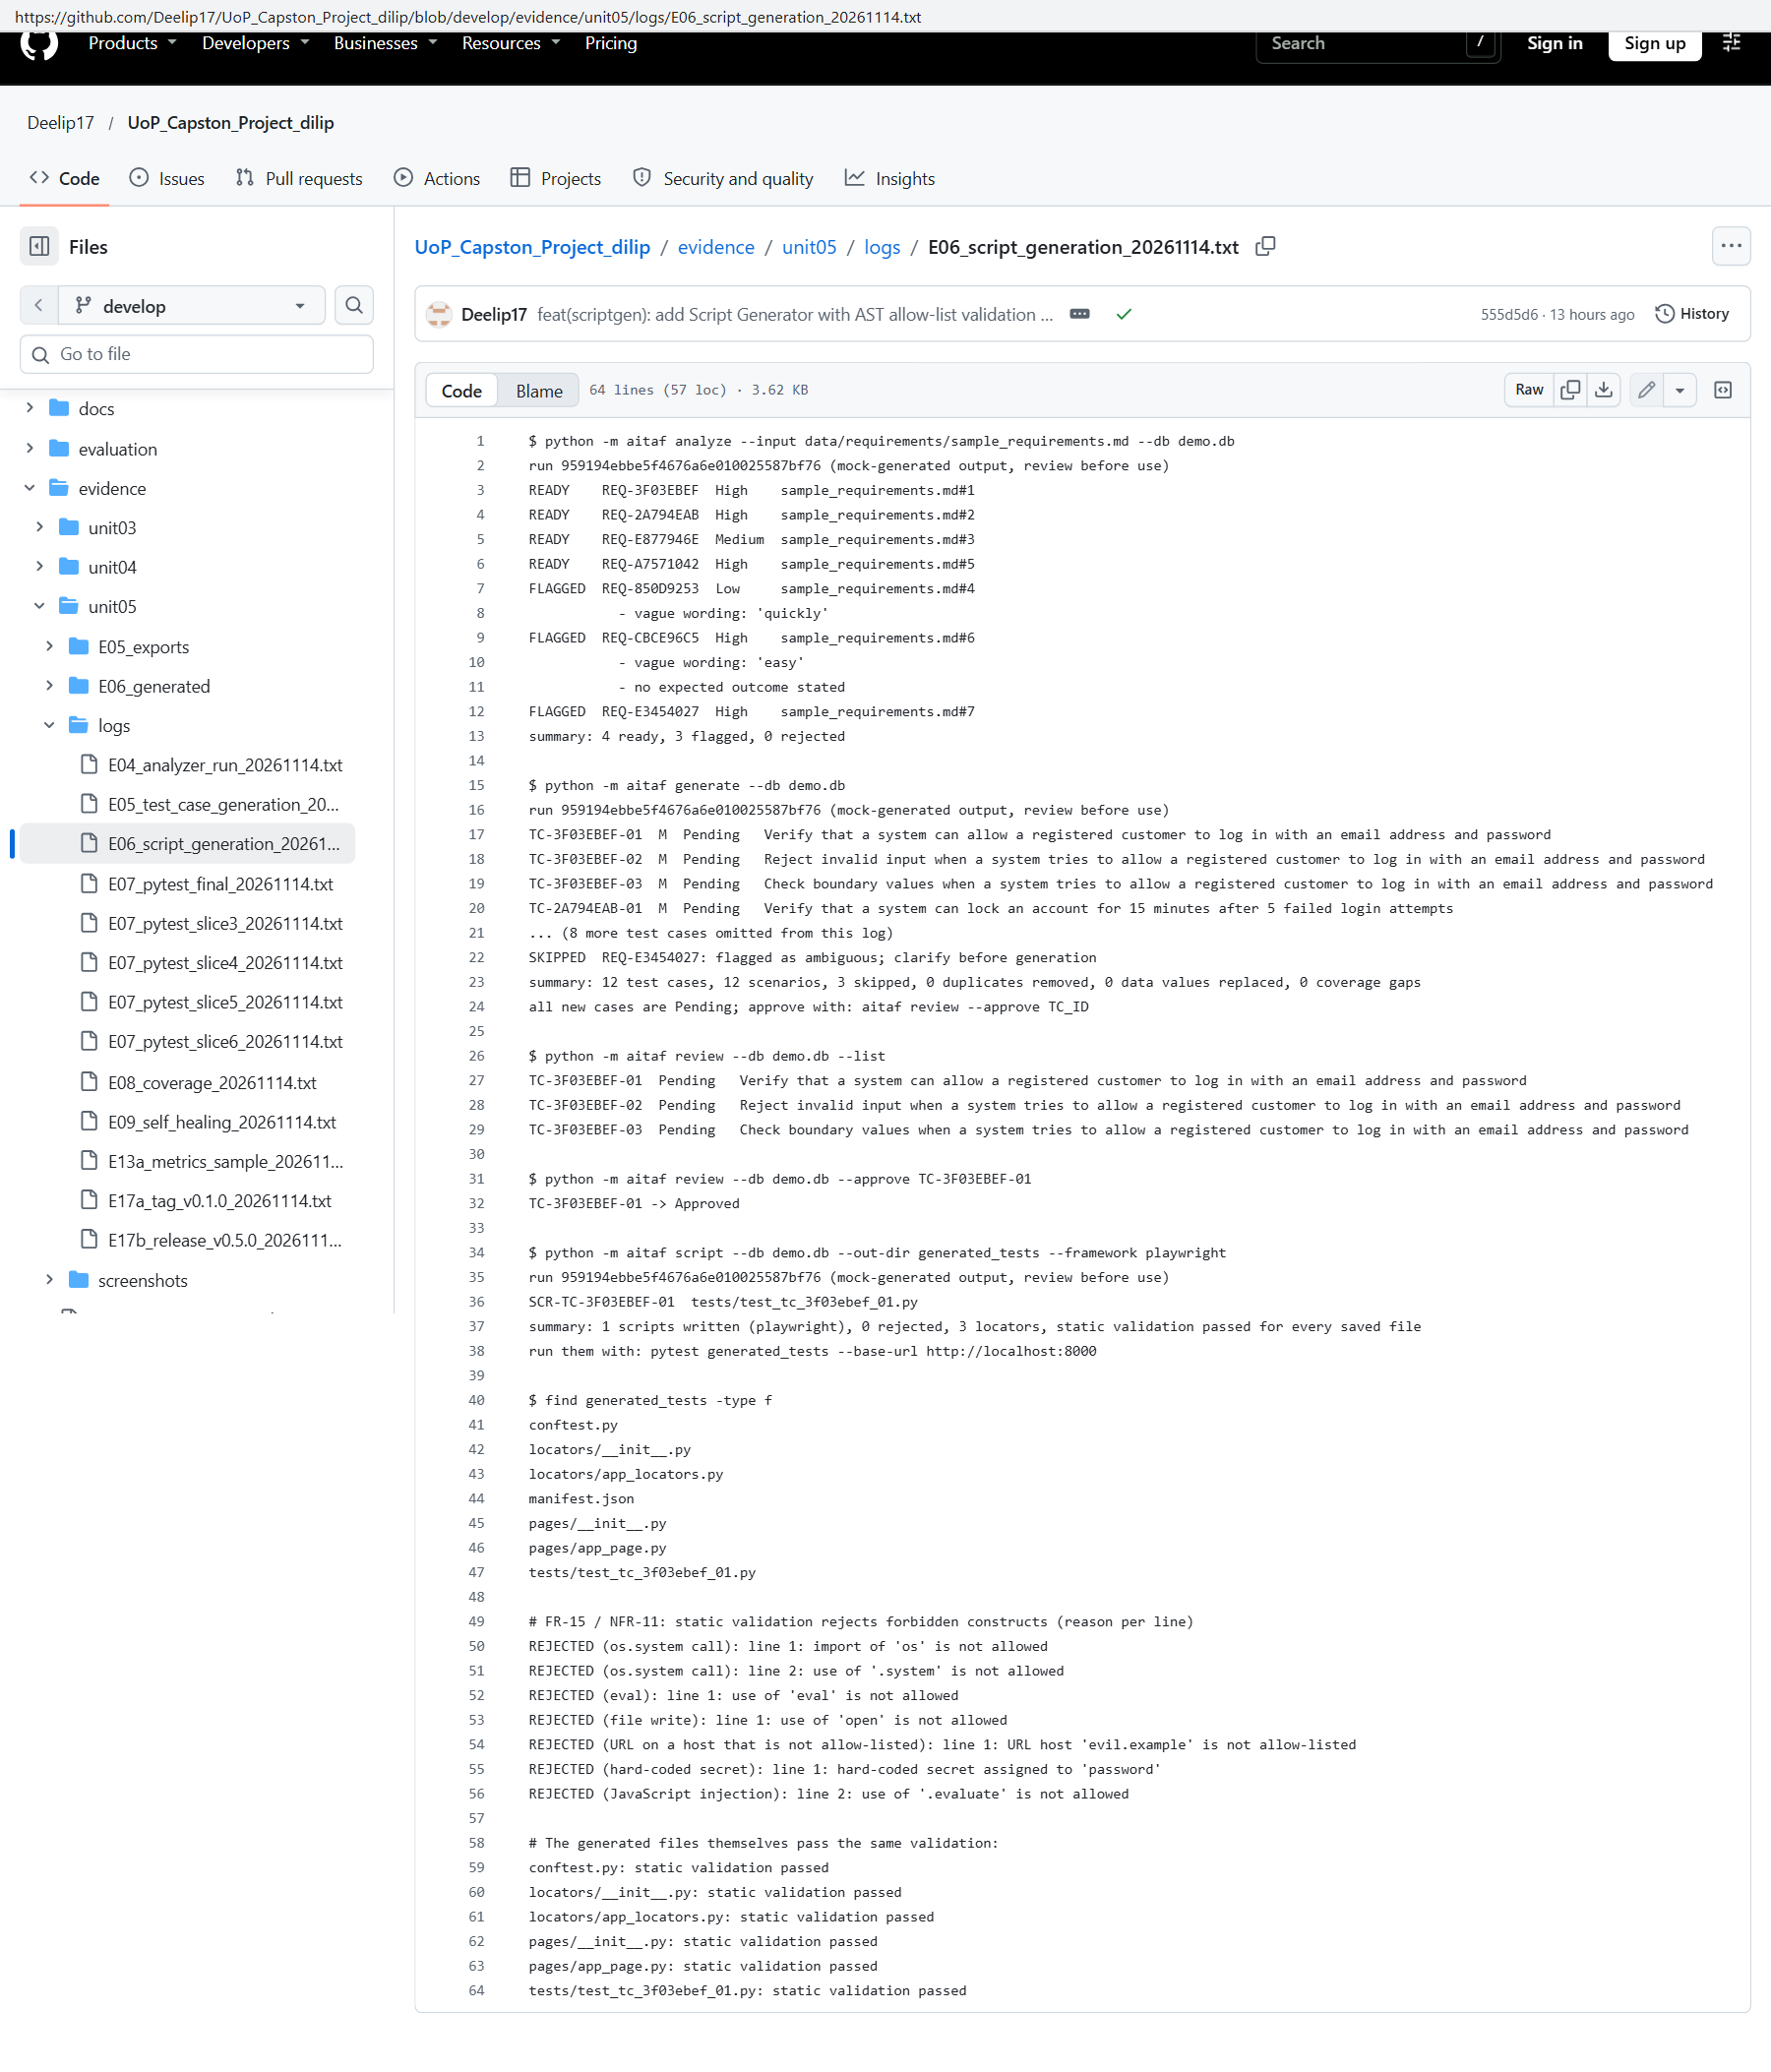 https://github.com/Deelip17/UoP_Capston_Project_dilip/blob/develop/evidence/unit05/logs/E06_script_generation_20261114.txt
Products Developers Businesses Resources Pricing Search / Sign in Sign up
Deelip17 / UoP_Capston_Project_dilip
Code Issues Pull requests Actions Projects Security and quality Insights
Files
develop
Go to file
docs
evaluation
evidence
unit03
unit04
unit05
E05_exports
E06_generated
logs
E04_analyzer_run_20261114.txt
E05_test_case_generation_20...
E06_script_generation_20261...
E07_pytest_final_20261114.txt
E07_pytest_slice3_20261114.txt
E07_pytest_slice4_20261114.txt
E07_pytest_slice5_20261114.txt
E07_pytest_slice6_20261114.txt
E08_coverage_20261114.txt
E09_self_healing_20261114.txt
E13a_metrics_sample_202611...
E17a_tag_v0.1.0_20261114.txt
E17b_release_v0.5.0_2026111...
screenshots
UoP_Capston_Project_dilip / evidence / unit05 / logs / E06_script_generation_20261114.txt
Deelip17 feat(scriptgen): add Script Generator with AST allow-list validation ... 555d5d6 · 13 hours ago History
Code Blame 64 lines (57 loc) · 3.62 KB Raw
1 $ python -m aitaf analyze --input data/requirements/sample_requirements.md --db demo.db
2 run 959194ebbe5f4676a6e010025587bf76 (mock-generated output, review before use)
3 READY REQ-3F03EBEF High sample_requirements.md#1
4 READY REQ-2A794EAB High sample_requirements.md#2
5 READY REQ-E877946E Medium sample_requirements.md#3
6 READY REQ-A7571042 High sample_requirements.md#5
7 FLAGGED REQ-850D9253 Low sample_requirements.md#4
8 - vague wording: 'quickly'
9 FLAGGED REQ-CBCE96C5 High sample_requirements.md#6
10 - vague wording: 'easy'
11 - no expected outcome stated
12 FLAGGED REQ-E3454027 High sample_requirements.md#7
13 summary: 4 ready, 3 flagged, 0 rejected
14
15 $ python -m aitaf generate --db demo.db
16 run 959194ebbe5f4676a6e010025587bf76 (mock-generated output, review before use)
17 TC-3F03EBEF-01 M Pending Verify that a system can allow a registered customer to log in with an email address and password
18 TC-3F03EBEF-02 M Pending Reject invalid input when a system tries to allow a registered customer to log in with an email address and password
19 TC-3F03EBEF-03 M Pending Check boundary values when a system tries to allow a registered customer to log in with an email address and password
20 TC-2A794EAB-01 M Pending Verify that a system can lock an account for 15 minutes after 5 failed login attempts
21 ... (8 more test cases omitted from this log)
22 SKIPPED REQ-E3454027: flagged as ambiguous; clarify before generation
23 summary: 12 test cases, 12 scenarios, 3 skipped, 0 duplicates removed, 0 data values replaced, 0 coverage gaps
24 all new cases are Pending; approve with: aitaf review --approve TC_ID
25
26 $ python -m aitaf review --db demo.db --list
27 TC-3F03EBEF-01 Pending Verify that a system can allow a registered customer to log in with an email address and password
28 TC-3F03EBEF-02 Pending Reject invalid input when a system tries to allow a registered customer to log in with an email address and password
29 TC-3F03EBEF-03 Pending Check boundary values when a system tries to allow a registered customer to log in with an email address and password
30
31 $ python -m aitaf review --db demo.db --approve TC-3F03EBEF-01
32 TC-3F03EBEF-01 -> Approved
33
34 $ python -m aitaf script --db demo.db --out-dir generated_tests --framework playwright
35 run 959194ebbe5f4676a6e010025587bf76 (mock-generated output, review before use)
36 SCR-TC-3F03EBEF-01 tests/test_tc_3f03ebef_01.py
37 summary: 1 scripts written (playwright), 0 rejected, 3 locators, static validation passed for every saved file
38 run them with: pytest generated_tests --base-url http://localhost:8000
39
40 $ find generated_tests -type f
41 conftest.py
42 locators/__init__.py
43 locators/app_locators.py
44 manifest.json
45 pages/__init__.py
46 pages/app_page.py
47 tests/test_tc_3f03ebef_01.py
48
49 # FR-15 / NFR-11: static validation rejects forbidden constructs (reason per line)
50 REJECTED (os.system call): line 1: import of 'os' is not allowed
51 REJECTED (os.system call): line 2: use of '.system' is not allowed
52 REJECTED (eval): line 1: use of 'eval' is not allowed
53 REJECTED (file write): line 1: use of 'open' is not allowed
54 REJECTED (URL on a host that is not allow-listed): line 1: URL host 'evil.example' is not allow-listed
55 REJECTED (hard-coded secret): line 1: hard-coded secret assigned to 'password'
56 REJECTED (JavaScript injection): line 2: use of '.evaluate' is not allowed
57
58 # The generated files themselves pass the same validation:
59 conftest.py: static validation passed
60 locators/__init__.py: static validation passed
61 locators/app_locators.py: static validation passed
62 pages/__init__.py: static validation passed
63 pages/app_page.py: static validation passed
64 tests/test_tc_3f03ebef_01.py: static validation passed